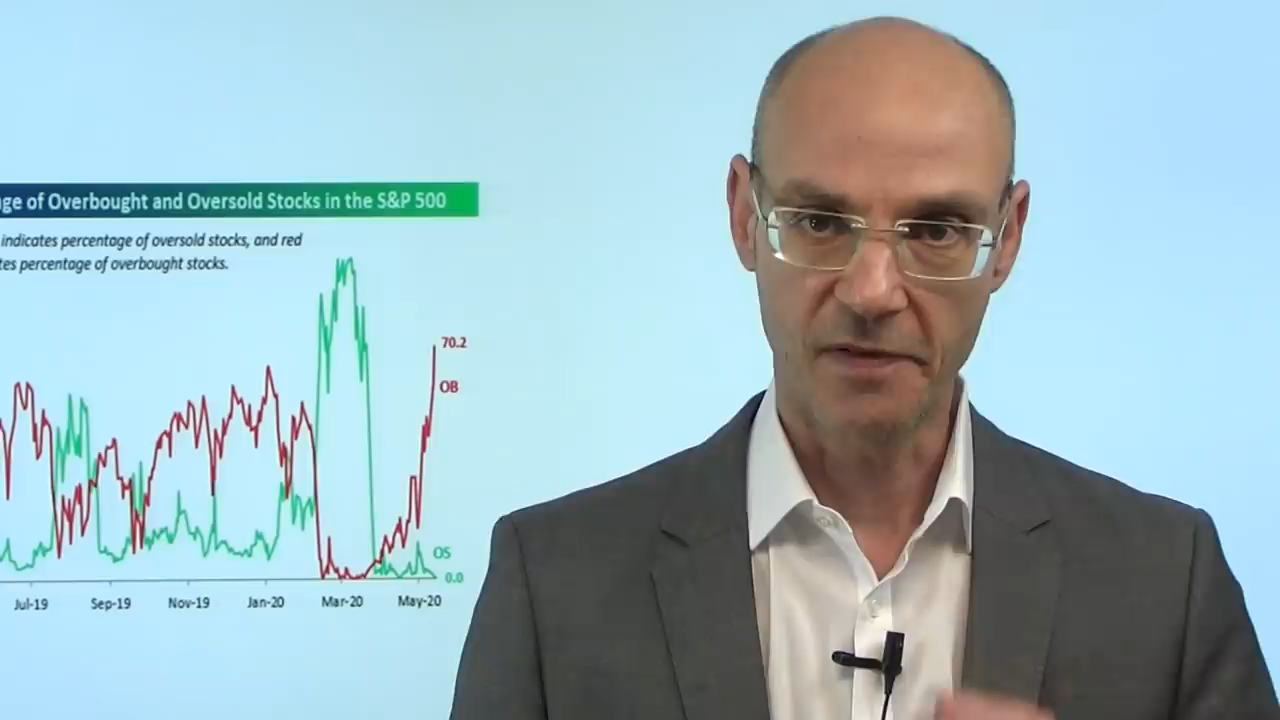 ge of Overbought and Oversold Stocks in the S&P 500
indicates percentage of oversold stocks, and red
tes percentage of overbought stocks.
70.2
OB
OS
0.0
Jul-19 Sep-19 Nov-19 Jan-20 Mar-20 May-20